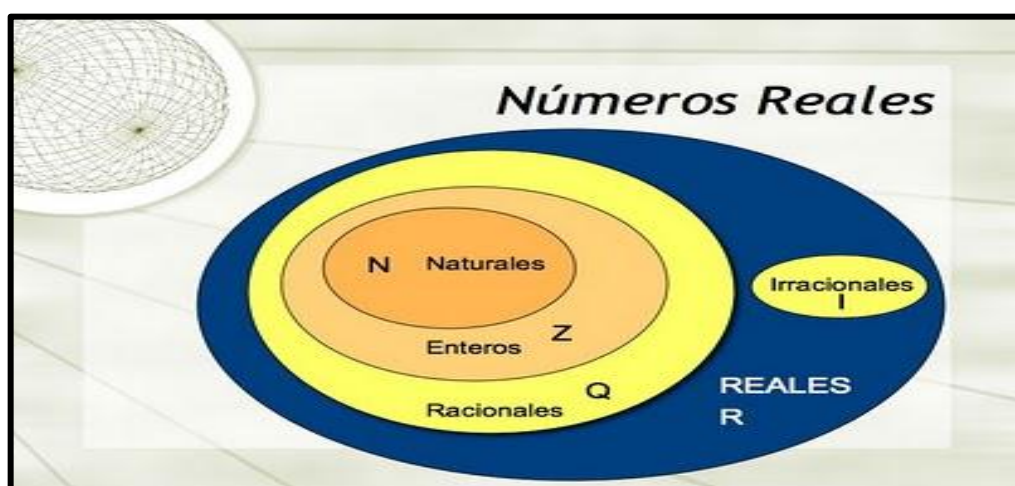 Números Reales
N Naturales
Irracionales
I
Z
Enteros
Q
REALES
Racionales
R